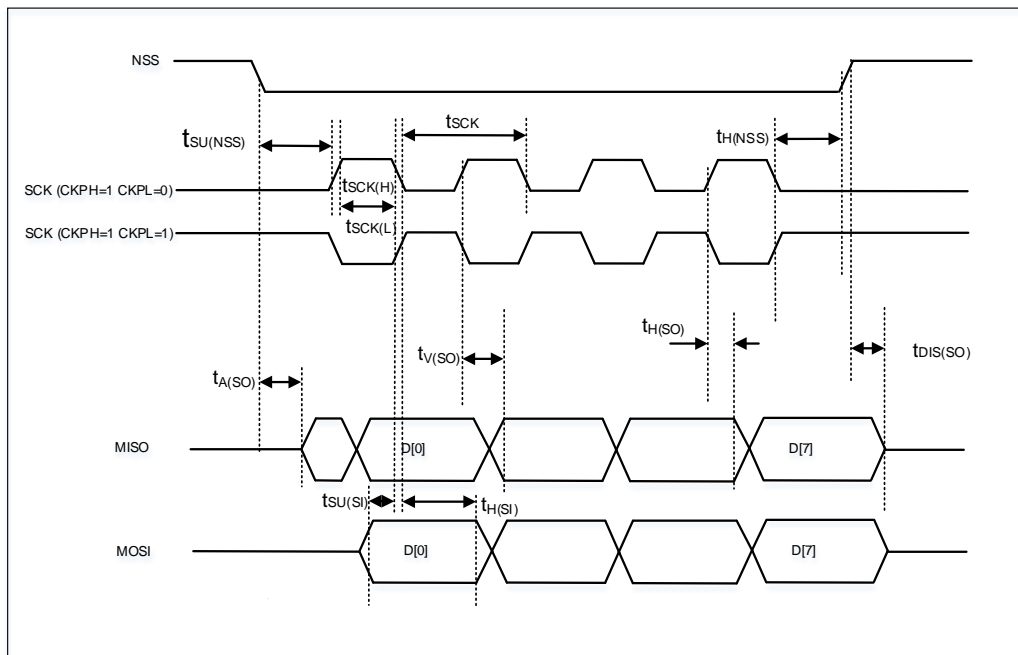 NSS
tSU(NSS)
tSCK
tH(NSS)
SCK (CKPH=1 CKPL=0)
tSCK(H)
tSCK(L)
SCK (CKPH=1 CKPL=1)
tH(SO)
tV(SO)
tDIS(SO)
tA(SO)
MISO
D[0]
D[7]
tSU(SI)
tH(SI)
MOSI
D[0]
D[7]